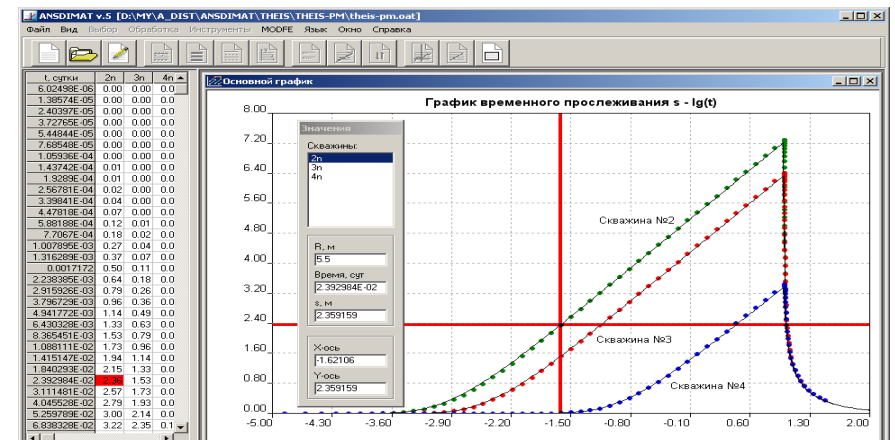 ANSDIMAT v.5 [D:\MY\A_DIST\ANSDIMAT\THEIS\THEIS-PM\theis-pm.oat]
Файл Вид Выбор Обработка Инструменты MODFE Язык Окно Справка
t, сутки 2n 3n 4n
6.02498E-06 0.00 0.00 0.0
1.38574E-05 0.00 0.00 0.0
2.40397E-05 0.00 0.00 0.0
3.72765E-05 0.00 0.00 0.0
5.44844E-05 0.00 0.00 0.0
7.68548E-05 0.00 0.00 0.0
1.05936E-04 0.00 0.00 0.0
1.43742E-04 0.01 0.00 0.0
1.9289E-04 0.01 0.00 0.0
2.56781E-04 0.02 0.00 0.0
3.39841E-04 0.04 0.00 0.0
4.47818E-04 0.07 0.00 0.0
5.88188E-04 0.12 0.01 0.0
7.7067E-04 0.18 0.02 0.0
1.007895E-03 0.27 0.04 0.0
1.316289E-03 0.37 0.07 0.0
0.0017172 0.50 0.11 0.0
2.238385E-03 0.64 0.18 0.0
2.915926E-03 0.79 0.26 0.0
3.796729E-03 0.96 0.36 0.0
4.941772E-03 1.14 0.49 0.0
6.430328E-03 1.33 0.63 0.0
8.365451E-03 1.53 0.79 0.0
1.088111E-02 1.73 0.96 0.0
1.415147E-02 1.94 1.14 0.0
1.840293E-02 2.15 1.33 0.0
2.392984E-02 2.36 1.53 0.0
3.111481E-02 2.57 1.73 0.0
4.045528E-02 2.79 1.93 0.0
5.259789E-02 3.00 2.14 0.0
6.838328E-02 3.22 2.35 0.1
Основной график
График временного прослеживания s - lg(t)
8.00
7.20
6.40
5.60
4.80
4.00
3.20
2.40
1.60
0.80
0.00
Значения
Скважины:
2n
3n
4n
R, м
5.5
Время, сут
2.392984E-02
s, м
2.359159
X-ось
-1.62106
Y-ось
2.359159
Скважина №2
Скважина №3
Скважина №4
-5.00 -4.30 -3.60 -2.90 -2.20 -1.50 -0.80 -0.10 0.60 1.30 2.00